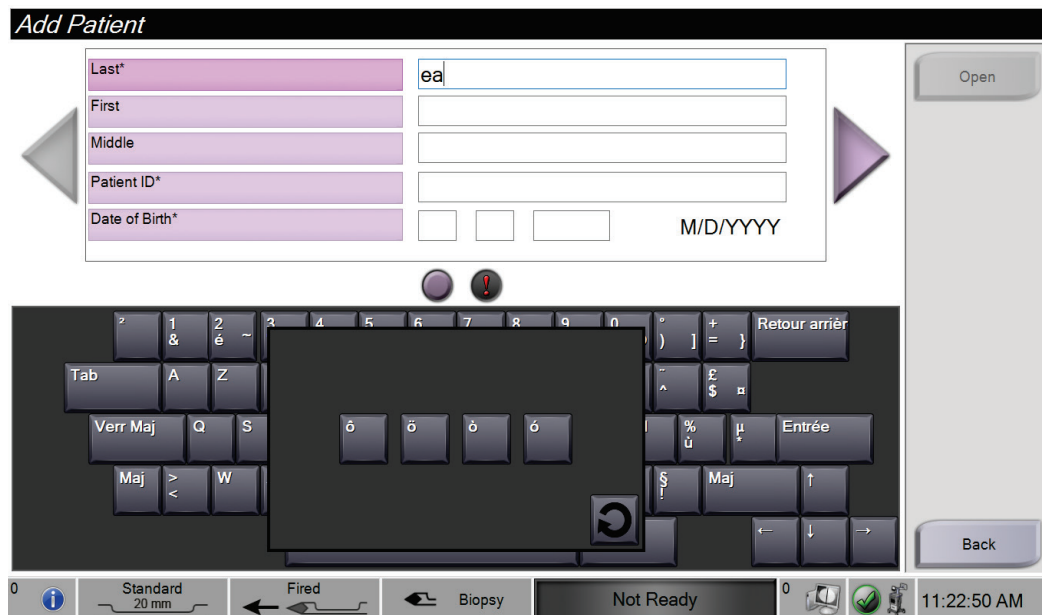 Add Patient
Last*
ea
Open
First
Middle
Patient ID*
Date of Birth*
M/D/YYYY
!
² 1 & 2 é ~ 3 4 5 6 7 8 9 0 ° ) ] + = } Retour arrièr
Tab A Z ¨ ^ £ $ ¤
Verr Maj Q S % ù µ * Entrée
Maj > < W § ! Maj ↑
← ↓ →
ô ö ò ó
Back
0 i Standard 20 mm Fired Biopsy Not Ready 0 11:22:50 AM